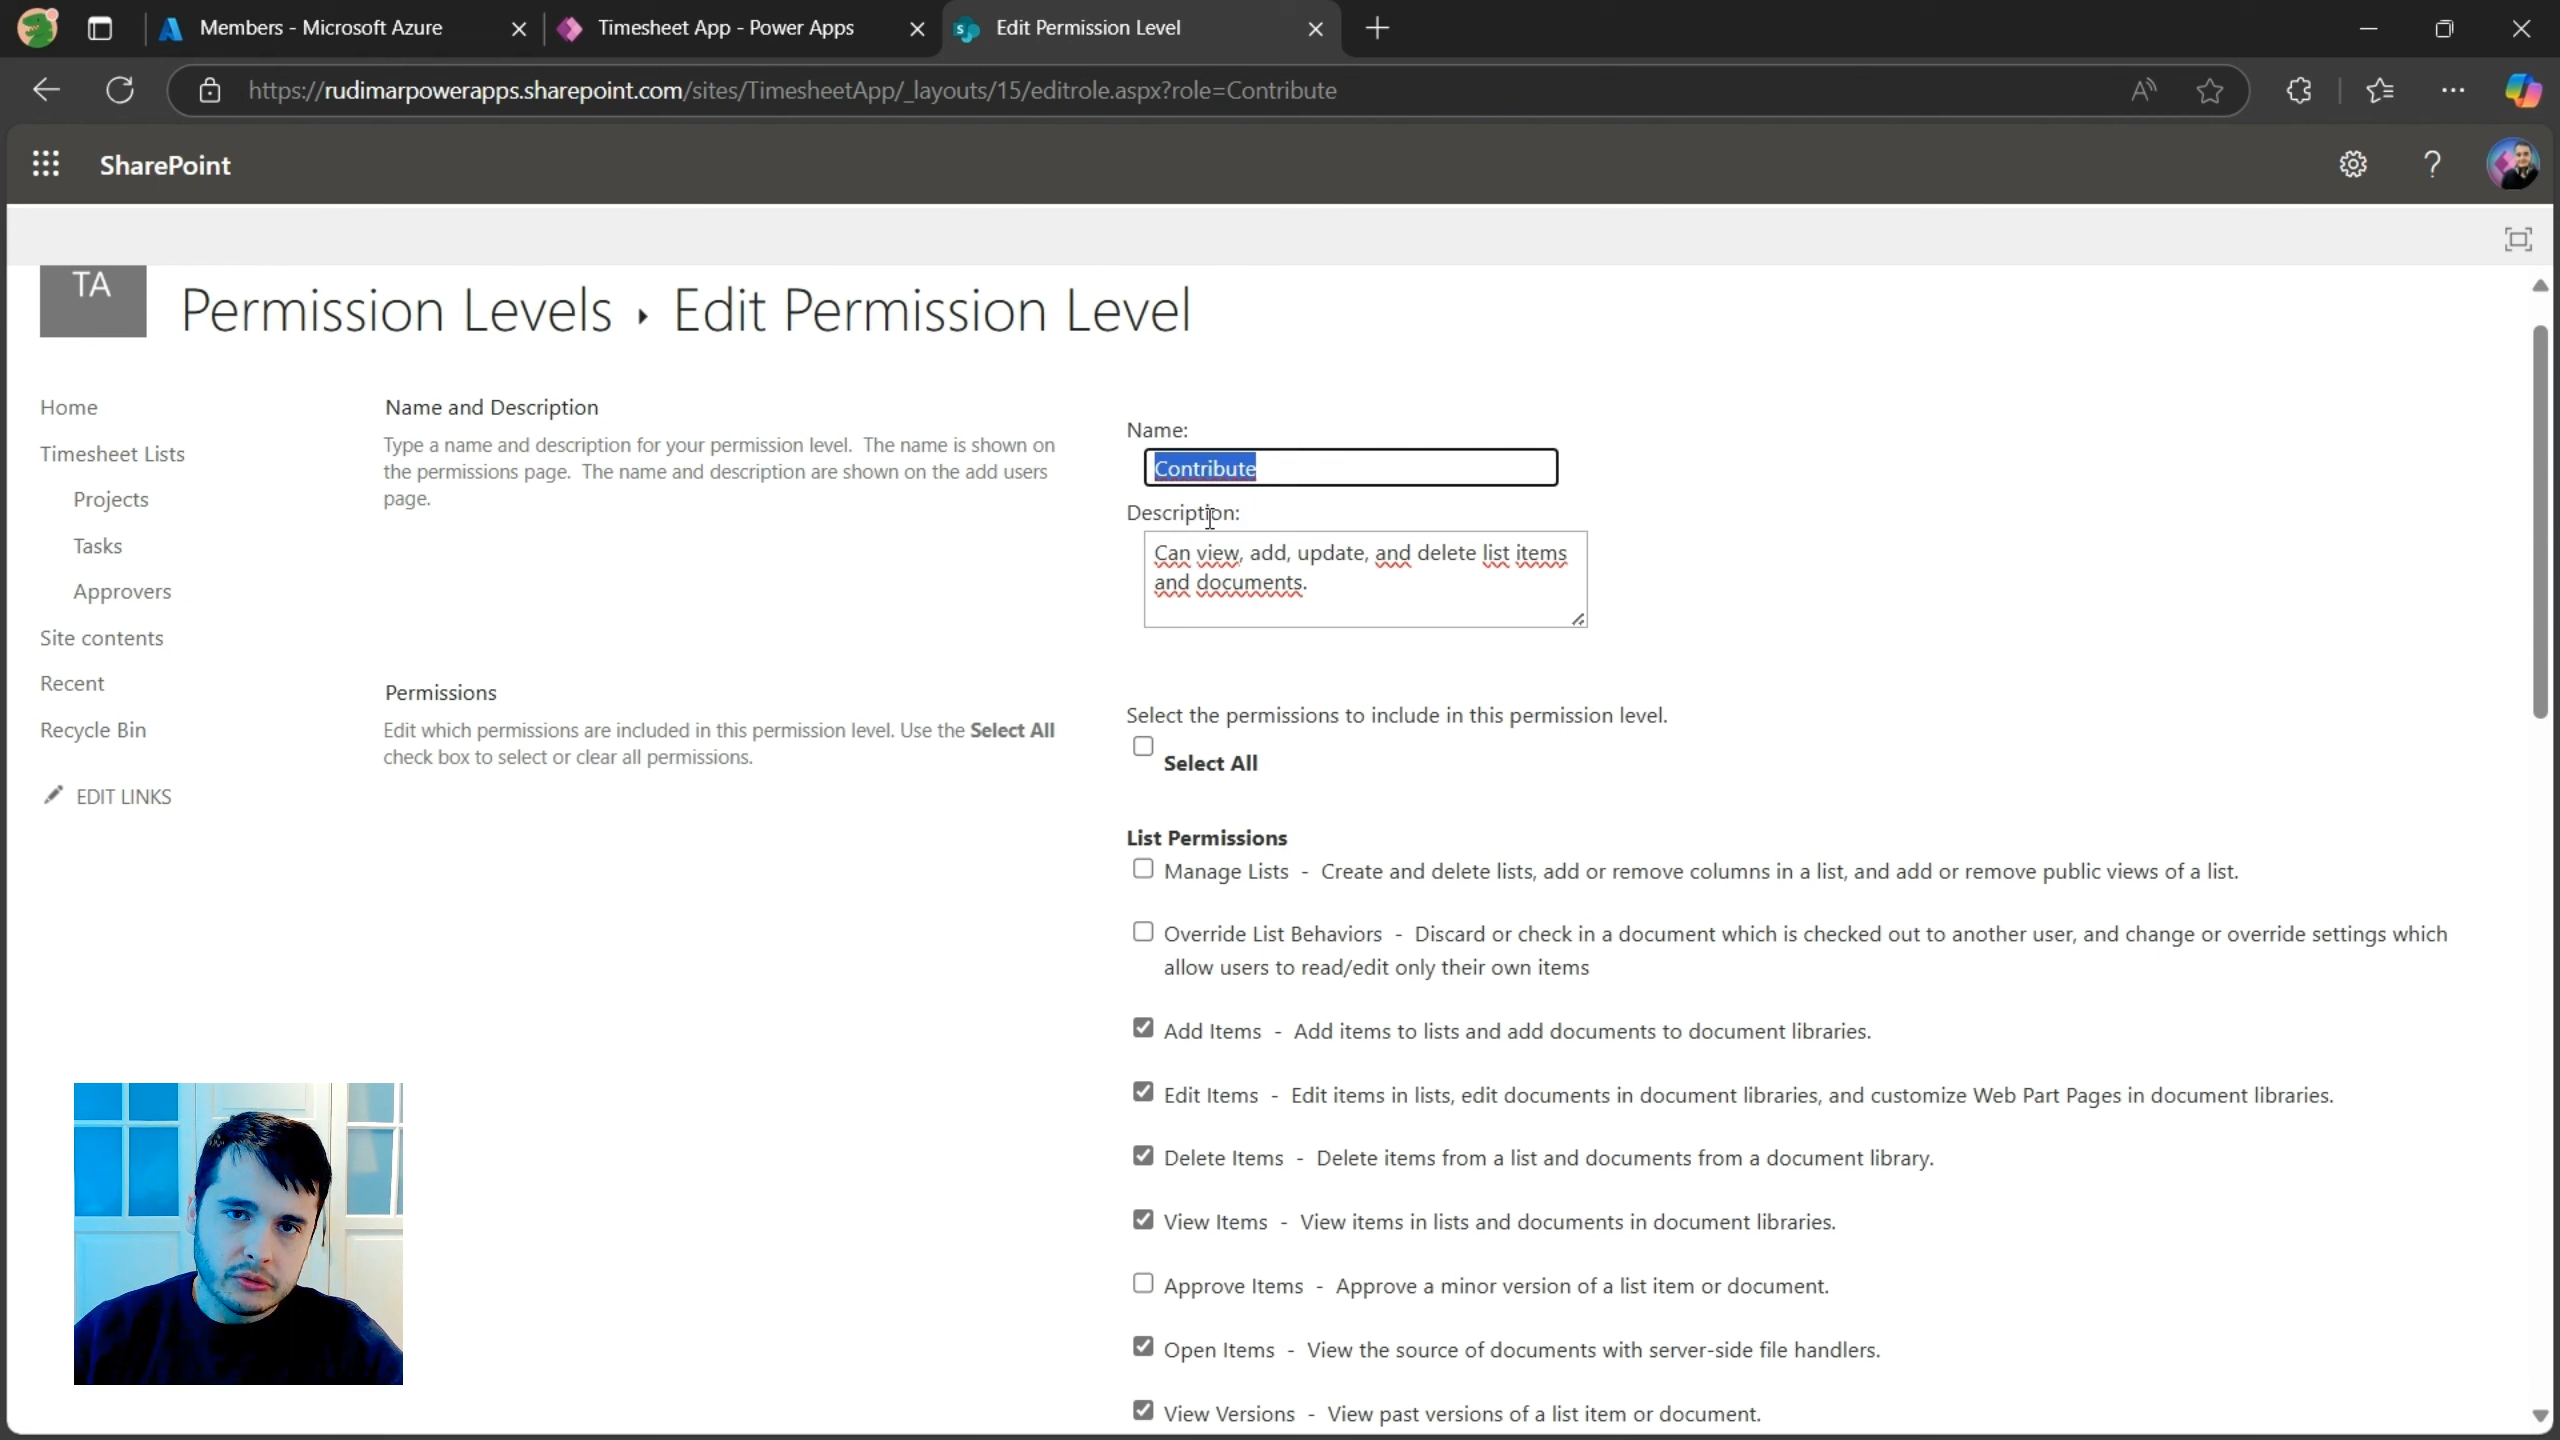 Members - Microsoft Azure
Timesheet App - Power Apps
Edit Permission Level
https://rudimarpowerapps.sharepoint.com/sites/TimesheetApp/_layouts/15/editrole.aspx?role=Contribute
SharePoint
TA
Permission Levels ▸ Edit Permission Level
Home
Timesheet Lists
Projects
Tasks
Approvers
Site contents
Recent
Recycle Bin
EDIT LINKS
Name and Description
Type a name and description for your permission level. The name is shown on
the permissions page. The name and description are shown on the add users
page.
Name:
Contribute
Description:
Can view, add, update, and delete list items
and documents.
Permissions
Edit which permissions are included in this permission level. Use the Select All
check box to select or clear all permissions.
Select the permissions to include in this permission level.
Select All
List Permissions
Manage Lists - Create and delete lists, add or remove columns in a list, and add or remove public views of a list.
Override List Behaviors - Discard or check in a document which is checked out to another user, and change or override settings which
allow users to read/edit only their own items
Add Items - Add items to lists and add documents to document libraries.
Edit Items - Edit items in lists, edit documents in document libraries, and customize Web Part Pages in document libraries.
Delete Items - Delete items from a list and documents from a document library.
View Items - View items in lists and documents in document libraries.
Approve Items - Approve a minor version of a list item or document.
Open Items - View the source of documents with server-side file handlers.
View Versions - View past versions of a list item or document.